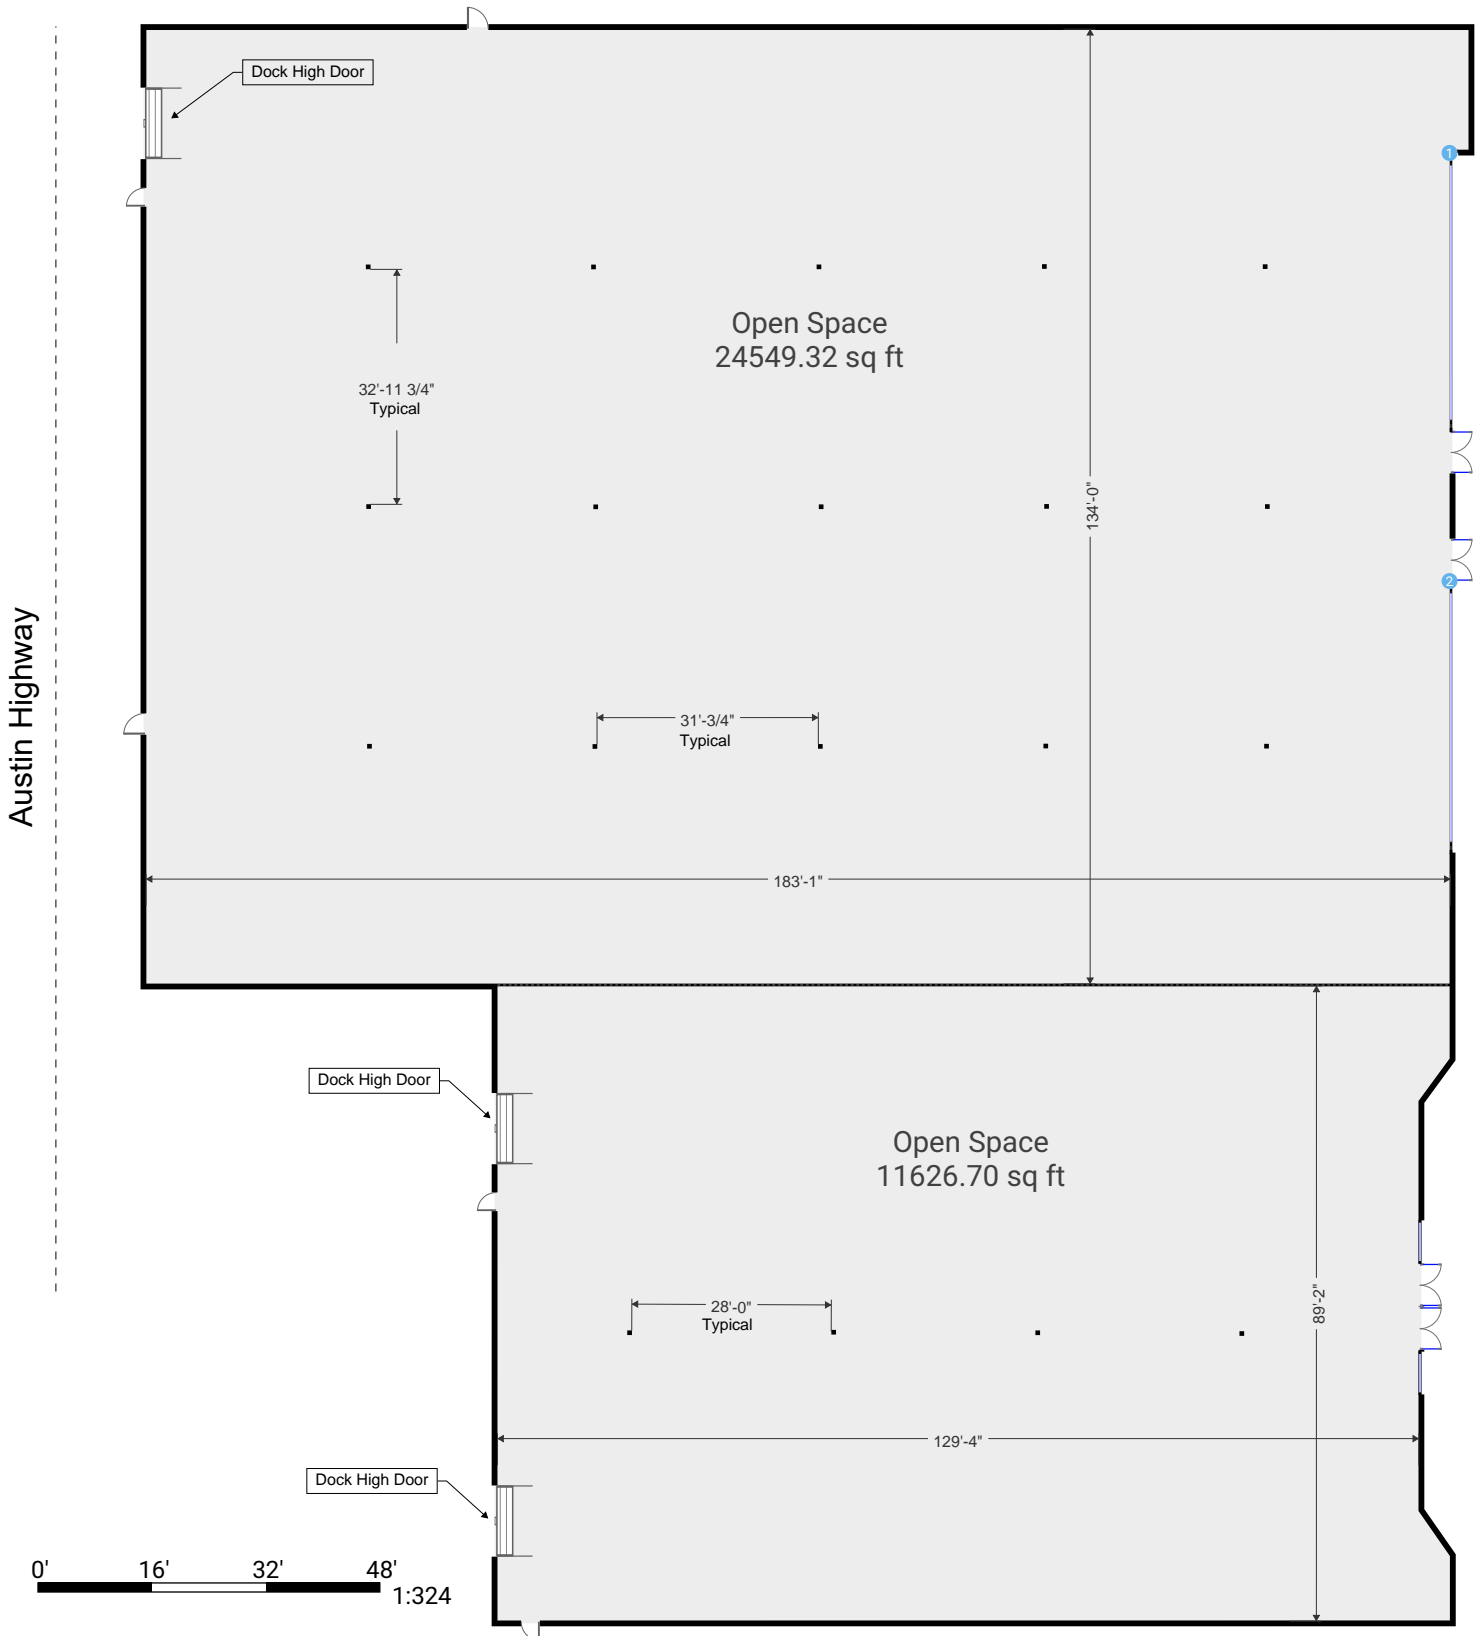 Dock High Door
1
Open Space
24549.32 sq ft
32'-11 3/4"
Typical
134'-0"
2
Austin Highway
31'-3/4"
Typical
183'-1"
Dock High Door
Open Space
11626.70 sq ft
28'-0"
Typical
89'-2"
129'-4"
Dock High Door
0' 16' 32' 48'
1:324